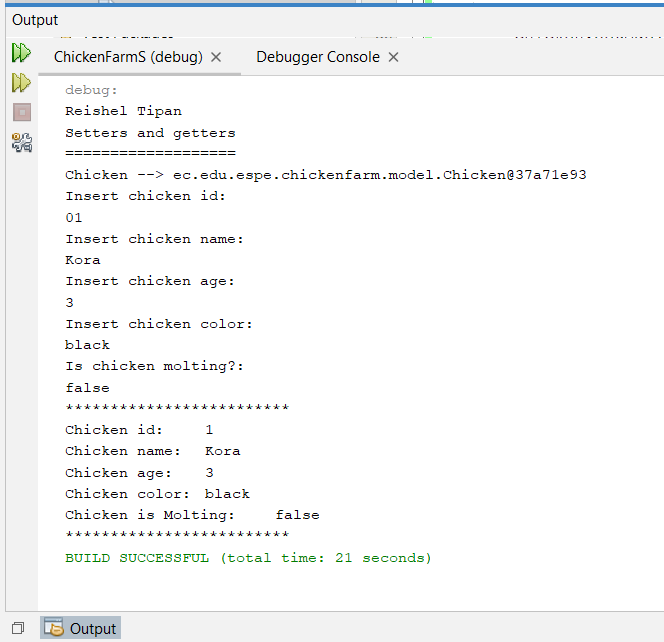 Output
ChickenFarmS (debug) ×
Debugger Console ×
debug:
Reishel Tipan
Setters and getters
===================
Chicken --> ec.edu.espe.chickenfarm.model.Chicken@37a71e93
Insert chicken id:
01
Insert chicken name:
Kora
Insert chicken age:
3
Insert chicken color:
black
Is chicken molting?:
false
*************************
Chicken id:     1
Chicken name:   Kora
Chicken age:    3
Chicken color:  black
Chicken is Molting:     false
*************************
BUILD SUCCESSFUL (total time: 21 seconds)
Output